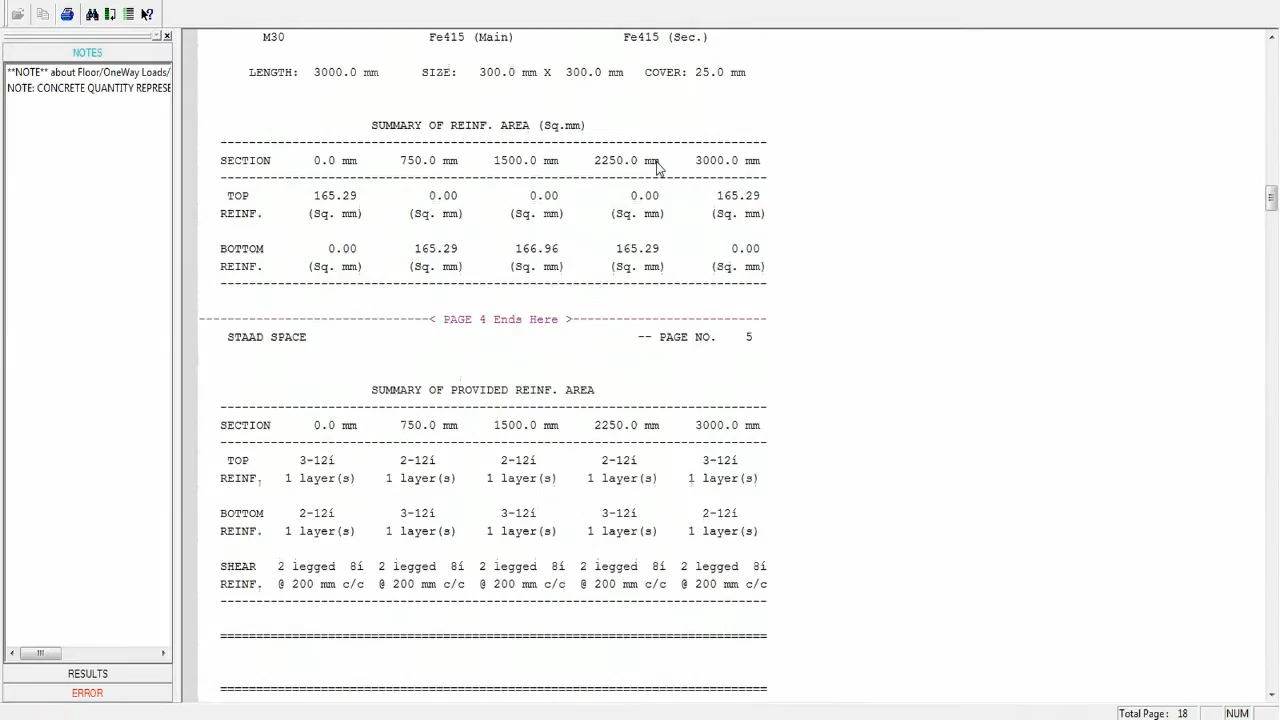 NOTES
**NOTE** about Floor/OneWay Loads/
NOTE: CONCRETE QUANTITY REPRESE
RESULTS
ERROR
M30 Fe415 (Main) Fe415 (Sec.)
LENGTH: 3000.0 mm SIZE: 300.0 mm X 300.0 mm COVER: 25.0 mm
SUMMARY OF REINF. AREA (Sq.mm)
SECTION 0.0 mm 750.0 mm 1500.0 mm 2250.0 mm 3000.0 mm
TOP 165.29 0.00 0.00 0.00 165.29
REINF. (Sq. mm) (Sq. mm) (Sq. mm) (Sq. mm) (Sq. mm)
BOTTOM 0.00 165.29 166.96 165.29 0.00
REINF. (Sq. mm) (Sq. mm) (Sq. mm) (Sq. mm) (Sq. mm)
< PAGE 4 Ends Here >
STAAD SPACE -- PAGE NO. 5
SUMMARY OF PROVIDED REINF. AREA
SECTION 0.0 mm 750.0 mm 1500.0 mm 2250.0 mm 3000.0 mm
TOP 3-12í 2-12í 2-12í 2-12í 3-12í
REINF. 1 layer(s) 1 layer(s) 1 layer(s) 1 layer(s) 1 layer(s)
BOTTOM 2-12í 3-12í 3-12í 3-12í 2-12í
REINF. 1 layer(s) 1 layer(s) 1 layer(s) 1 layer(s) 1 layer(s)
SHEAR 2 legged 8í 2 legged 8í 2 legged 8í 2 legged 8í 2 legged 8í
REINF. @ 200 mm c/c @ 200 mm c/c @ 200 mm c/c @ 200 mm c/c @ 200 mm c/c
Total Page: 18 NUM